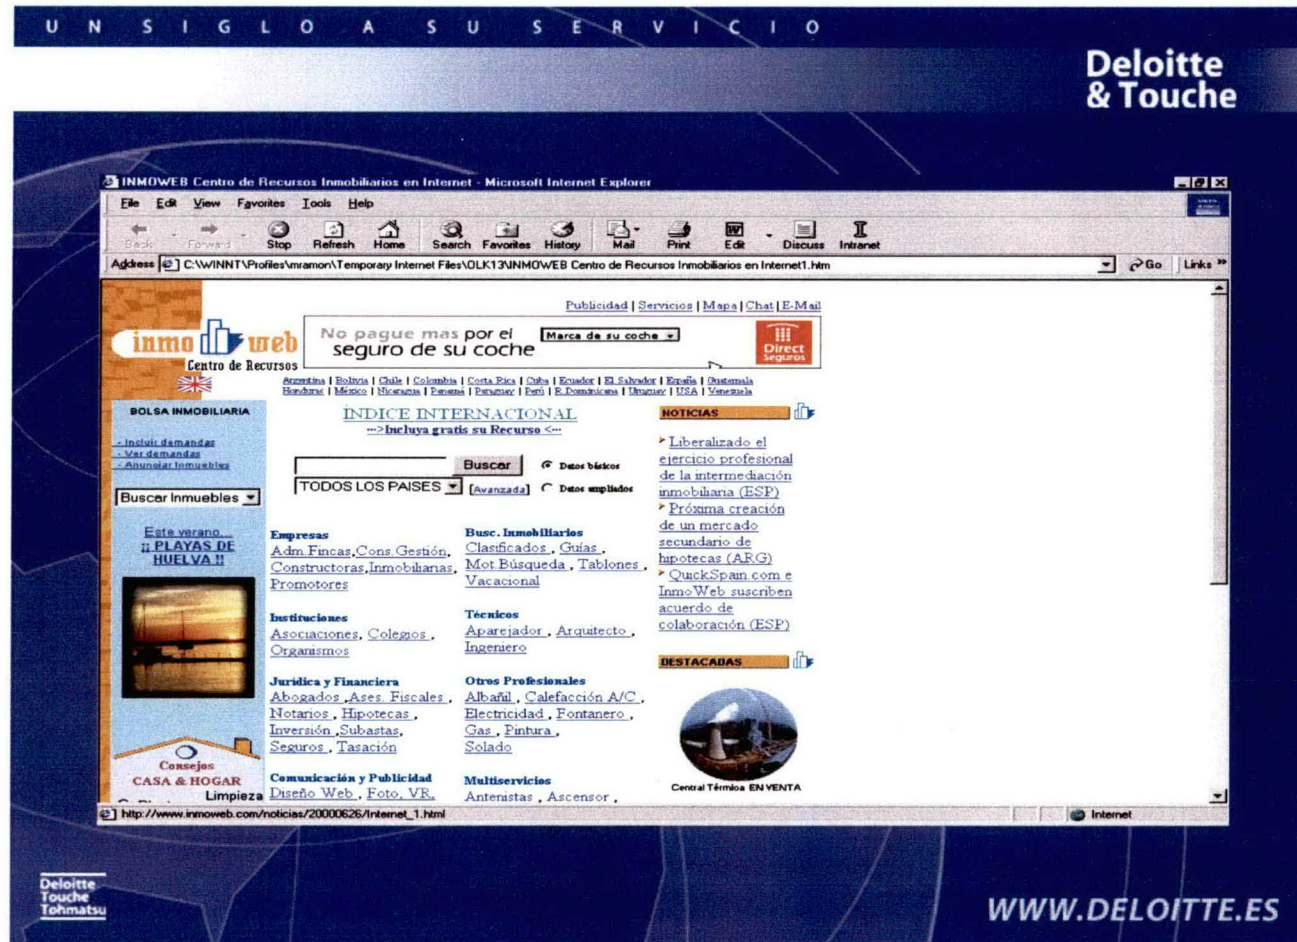 UN SIGLO A SU SERVICIO
Deloitte
& Touche
INMOWEB Centro de Recursos Inmobiliarios en Internet - Microsoft Internet Explorer
File Edit View Favorites Tools Help
Back Forward Stop Refresh Home Search Favorites History Mail Print Edit Discuss Intranet
Address C:\WINNT\Profiles\mramon\Temporary Internet Files\OLK13\INMOWEB Centro de Recursos Inmobiliarios en Internet1.htm Go Links »
Publicidad | Servicios | Mapa | Chat | E-Mail
inmo web
Centro de Recursos
No pague más por el
seguro de su coche
Marca de su coche
Direct
Seguros
Argentina | Bolivia | Chile | Colombia | Costa Rica | Cuba | Ecuador | El Salvador | España | Guatemala
Honduras | México | Nicaragua | Panamá | Paraguay | Perú | R.Dominicana | Uruguay | USA | Venezuela
BOLSA INMOBILIARIA
- Incluir demandas
- Ver demandas
- Anunciar Inmuebles
Buscar Inmuebles
Este verano...
¡¡ PLAYAS DE
HUELVA !!
Consejos
CASA & HOGAR
Limpieza
ÍNDICE INTERNACIONAL
--->Incluya gratis su Recurso <---
Buscar Datos básicos
TODOS LOS PAISES [Avanzada] Datos ampliados
Empresas
Adm.Fincas, Cons.Gestión,
Constructoras, Inmobiliarias,
Promotores
Instituciones
Asociaciones, Colegios ,
Organismos
Jurídica y Financiera
Abogados ,Ases. Fiscales ,
Notarios , Hipotecas ,
Inversión ,Subastas,
Seguros , Tasación
Comunicación y Publicidad
Diseño Web , Foto, VR,
Busc. Inmobiliarios
Clasificados , Guías ,
Mot.Búsqueda , Tablones ,
Vacacional
Técnicos
Aparejador , Arquitecto ,
Ingeniero
Otros Profesionales
Albañil , Calefacción A/C ,
Electricidad , Fontanero ,
Gas , Pintura ,
Solado
Multiservicios
Antenistas , Ascensor ,
NOTICIAS
Liberalizado el
ejercicio profesional
de la intermediación
inmobiliaria (ESP)
Próxima creación
de un mercado
secundario de
hipotecas (ARG)
QuickSpain.com e
InmoWeb suscriben
acuerdo de
colaboración (ESP)
DESTACADAS
Central Térmica EN VENTA
http://www.inmoweb.com/noticias/20000626/Internet_1.html Internet
Deloitte
Touche
Tohmatsu
WWW.DELOITTE.ES